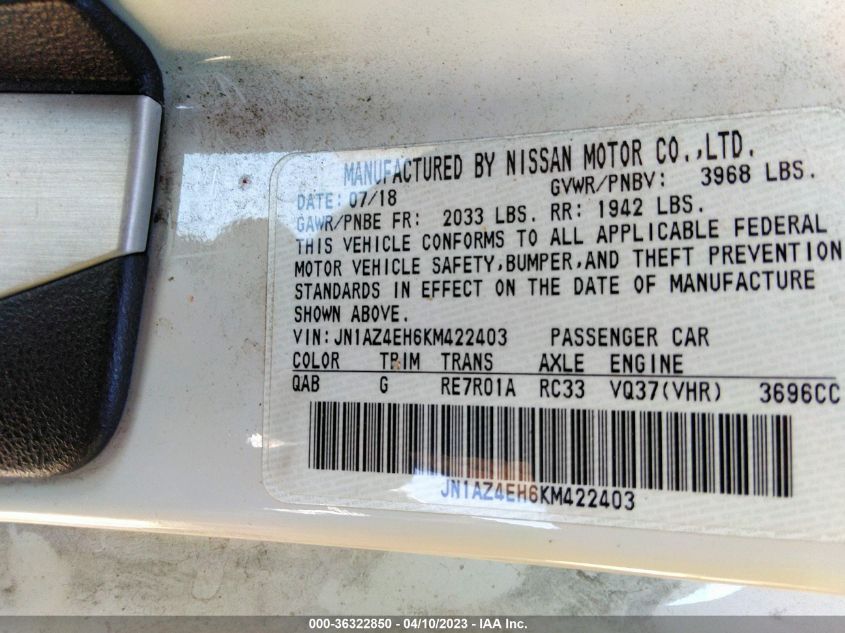 MANUFACTURED BY NISSAN MOTOR CO.,LTD.
DATE: 07/18 GVWR/PNBV: 3968 LBS.
GAWR/PNBE FR: 2033 LBS. RR: 1942 LBS.
THIS VEHICLE CONFORMS TO ALL APPLICABLE FEDERAL
MOTOR VEHICLE SAFETY,BUMPER,AND THEFT PREVENTION
STANDARDS IN EFFECT ON THE DATE OF MANUFACTURE
SHOWN ABOVE.
VIN: JN1AZ4EH6KM422403 PASSENGER CAR
COLOR TRIM TRANS AXLE ENGINE
QAB G RE7R01A RC33 VQ37(VHR) 3696CC
JN1AZ4EH6KM422403
000-36322850 - 04/10/2023 - IAA Inc.